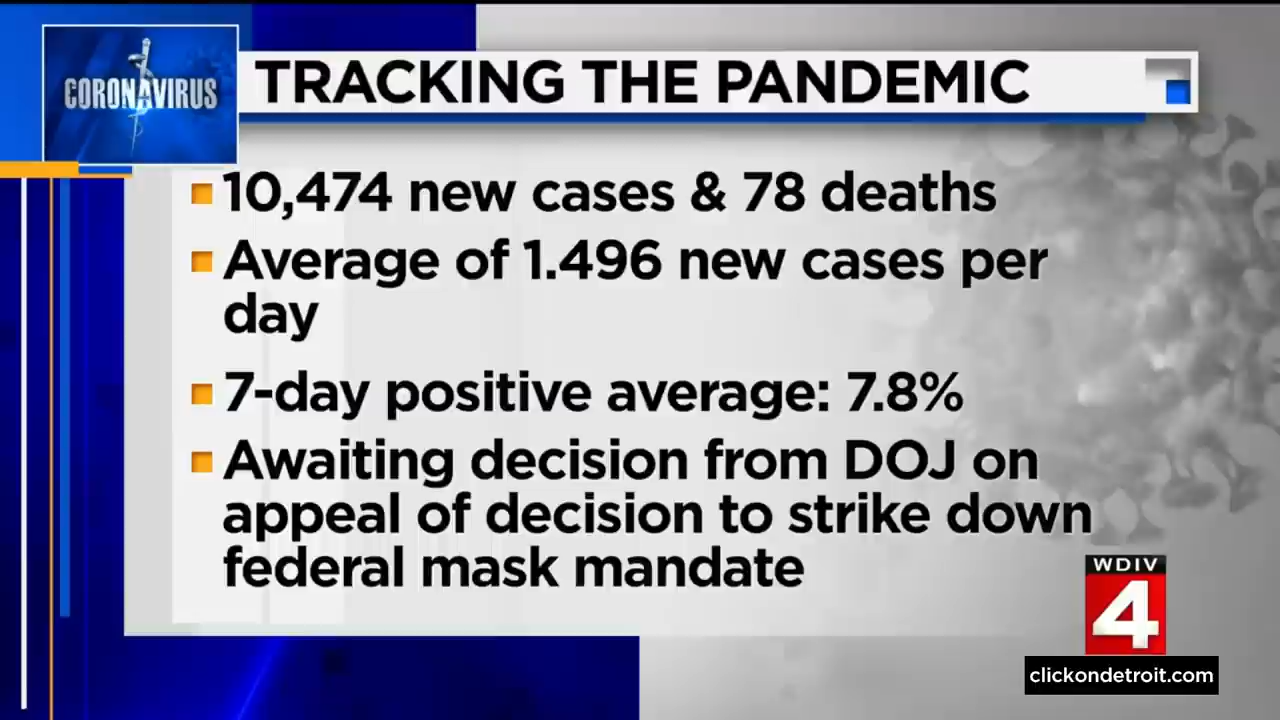 CORONAVIRUS
TRACKING THE PANDEMIC
10,474 new cases & 78 deaths
Average of 1.496 new cases per
day
7-day positive average: 7.8%
Awaiting decision from DOJ on
appeal of decision to strike down
federal mask mandate
WDIV
4
clickondetroit.com